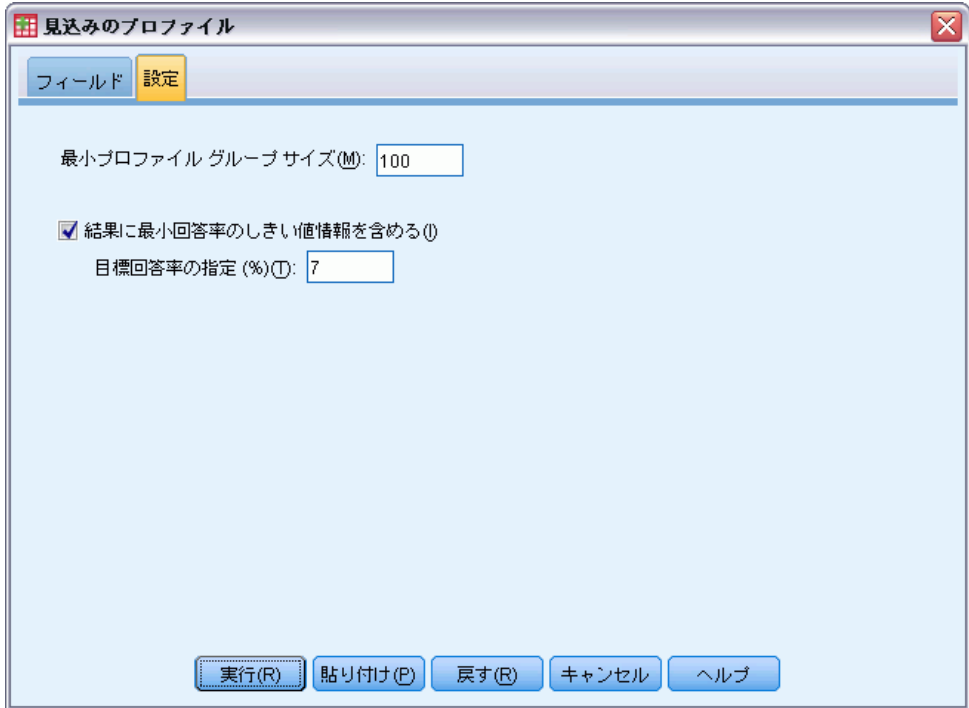 見込みのプロファイル
フィールド 設定
最小プロファイル グループ サイズ(M): 100
結果に最小回答率のしきい値情報を含める(I)
目標回答率の指定 (%)(T): 7
実行(R) 貼り付け(P) 戻す(R) キャンセル ヘルプ